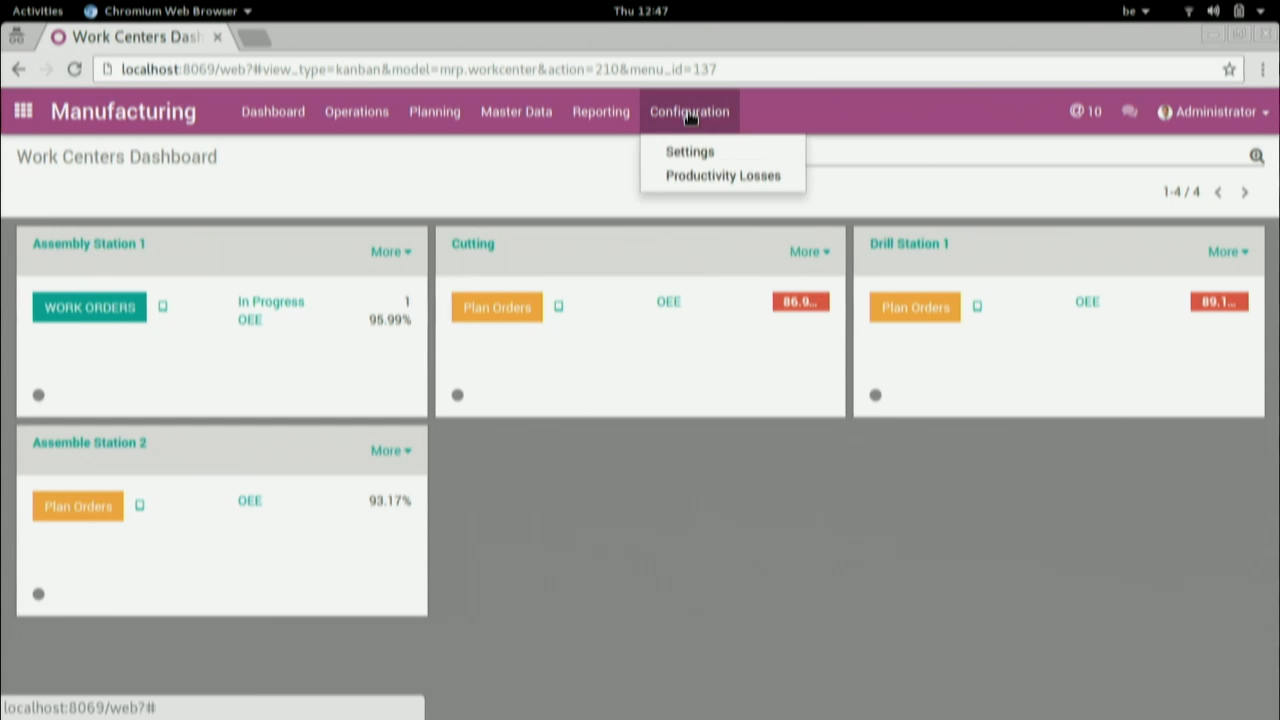 Activities Chromium Web Browser Thu 12:47 be
Work Centers Dash
localhost:8069/web?#view_type=kanban&model=mrp.workcenter&action=210&menu_id=137
Manufacturing Dashboard Operations Planning Master Data Reporting Configuration @ 10 Administrator
Work Centers Dashboard
Settings
Productivity Losses
1-4 / 4
Assembly Station 1 More
WORK ORDERS In Progress 1
OEE 95.99%
Cutting More
Plan Orders OEE 86.9...
Drill Station 1 More
Plan Orders OEE 89.1...
Assemble Station 2 More
Plan Orders OEE 93.17%
localhost:8069/web?#